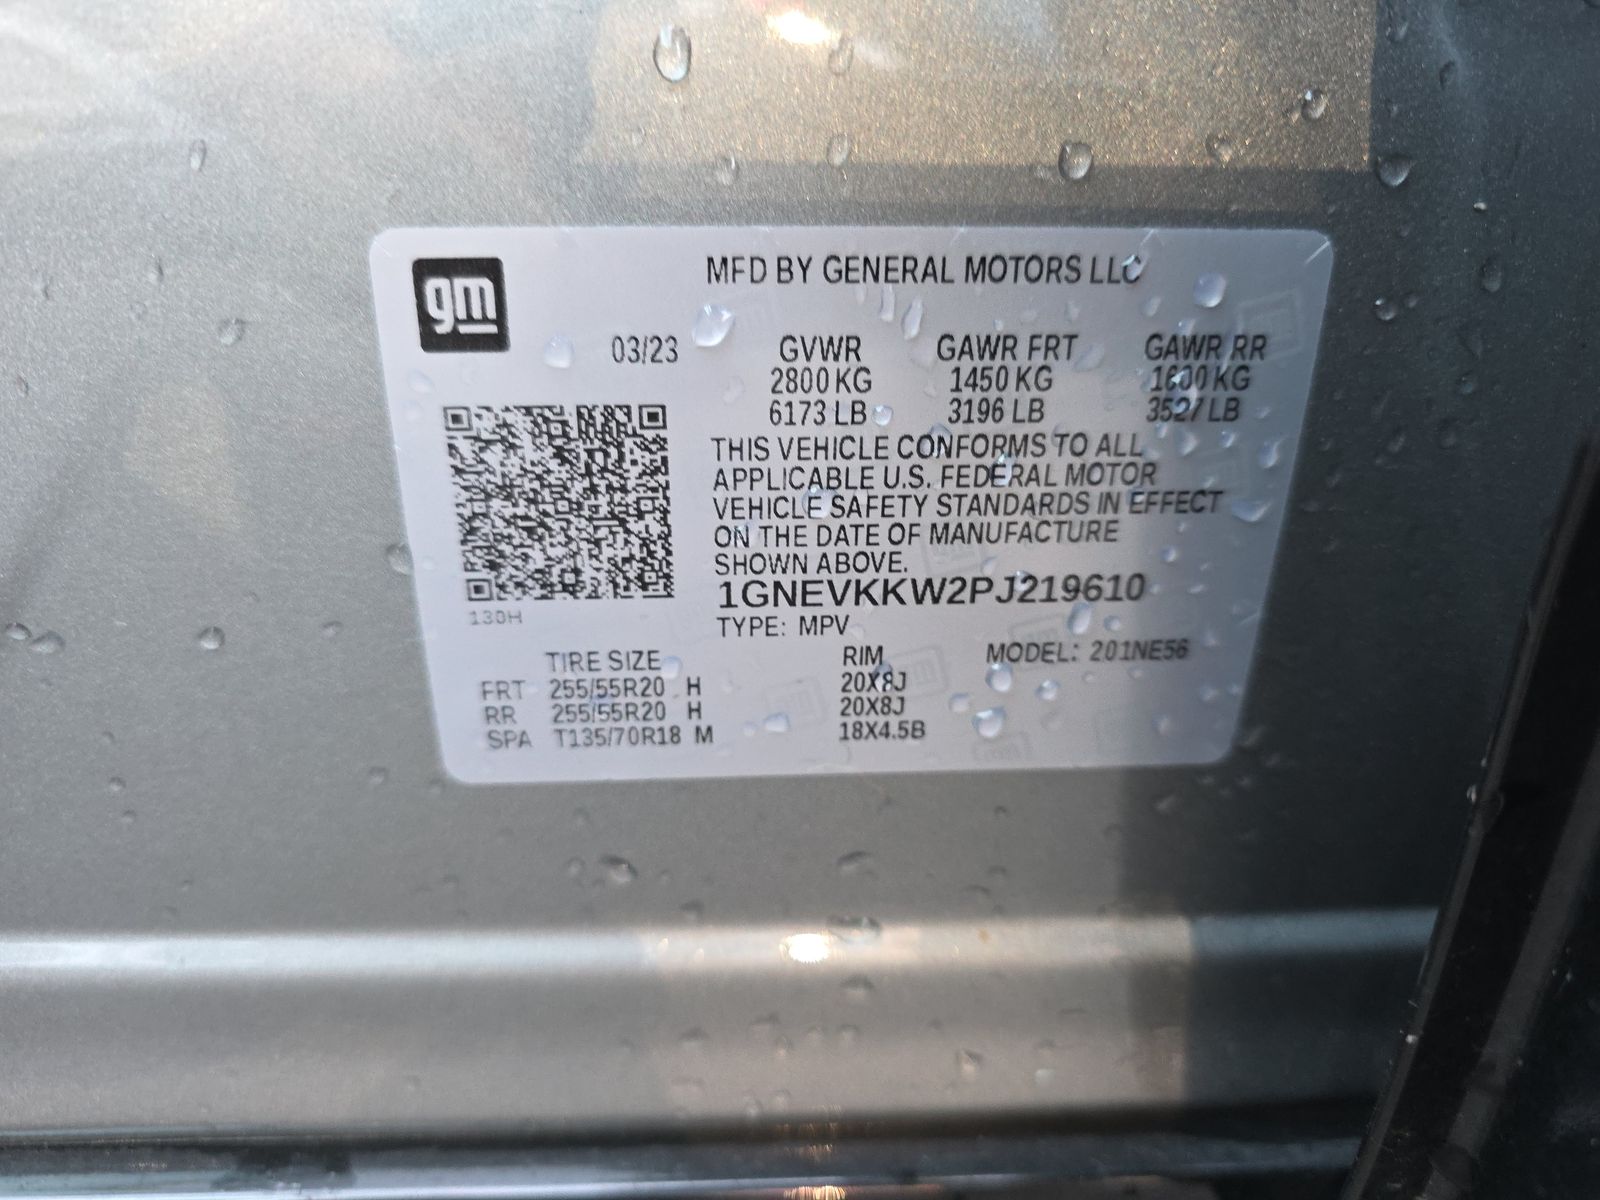 gm
MFD BY GENERAL MOTORS LLC
03/23 GVWR GAWR FRT GAWR RR
2800 KG 1450 KG 1600 KG
6173 LB 3196 LB 3527 LB
THIS VEHICLE CONFORMS TO ALL
APPLICABLE U.S. FEDERAL MOTOR
VEHICLE SAFETY STANDARDS IN EFFECT
ON THE DATE OF MANUFACTURE
SHOWN ABOVE.
1GNEVKKW2PJ219610
130H
TYPE: MPV
TIRE SIZE RIM MODEL: 201NE56
FRT 255/55R20 H 20X8J
RR 255/55R20 H 20X8J
SPA T135/70R18 M 18X4.5B